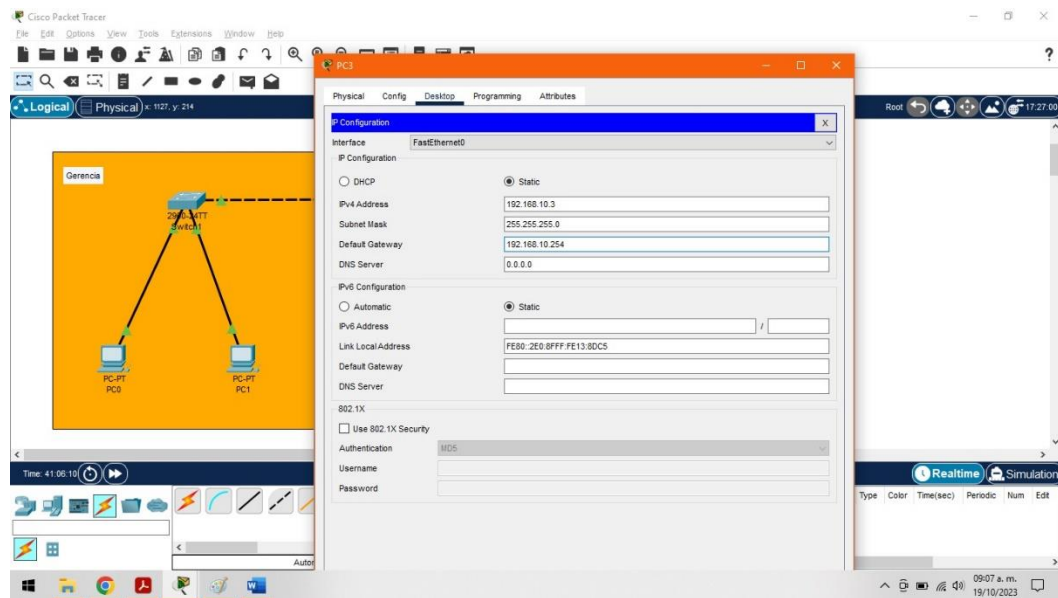 Cisco Packet Tracer
File Edit Options View Tools Extensions Window Help
?
PC3
Physical Config Desktop Programming Attributes
Logical Physical x: 1127, y: 214
Root 17:27:00
IP Configuration X
Interface FastEthernet0
IP Configuration
DHCP Static
IPv4 Address 192.168.10.3
Subnet Mask 255.255.255.0
Default Gateway 192.168.10.254
DNS Server 0.0.0.0
IPv6 Configuration
Automatic Static
IPv6 Address /
Link Local Address FE80::2E0:8FFF:FE13:8DC5
Default Gateway
DNS Server
802.1X
Use 802.1X Security
Authentication MD5
Username
Password
Gerencia
2960-24TT
Switch1
PC-PT
PC0
PC-PT
PC1
Time: 41:06:10
Realtime Simulation
Type Color Time(sec) Periodic Num Edit
09:07 a. m.
19/10/2023